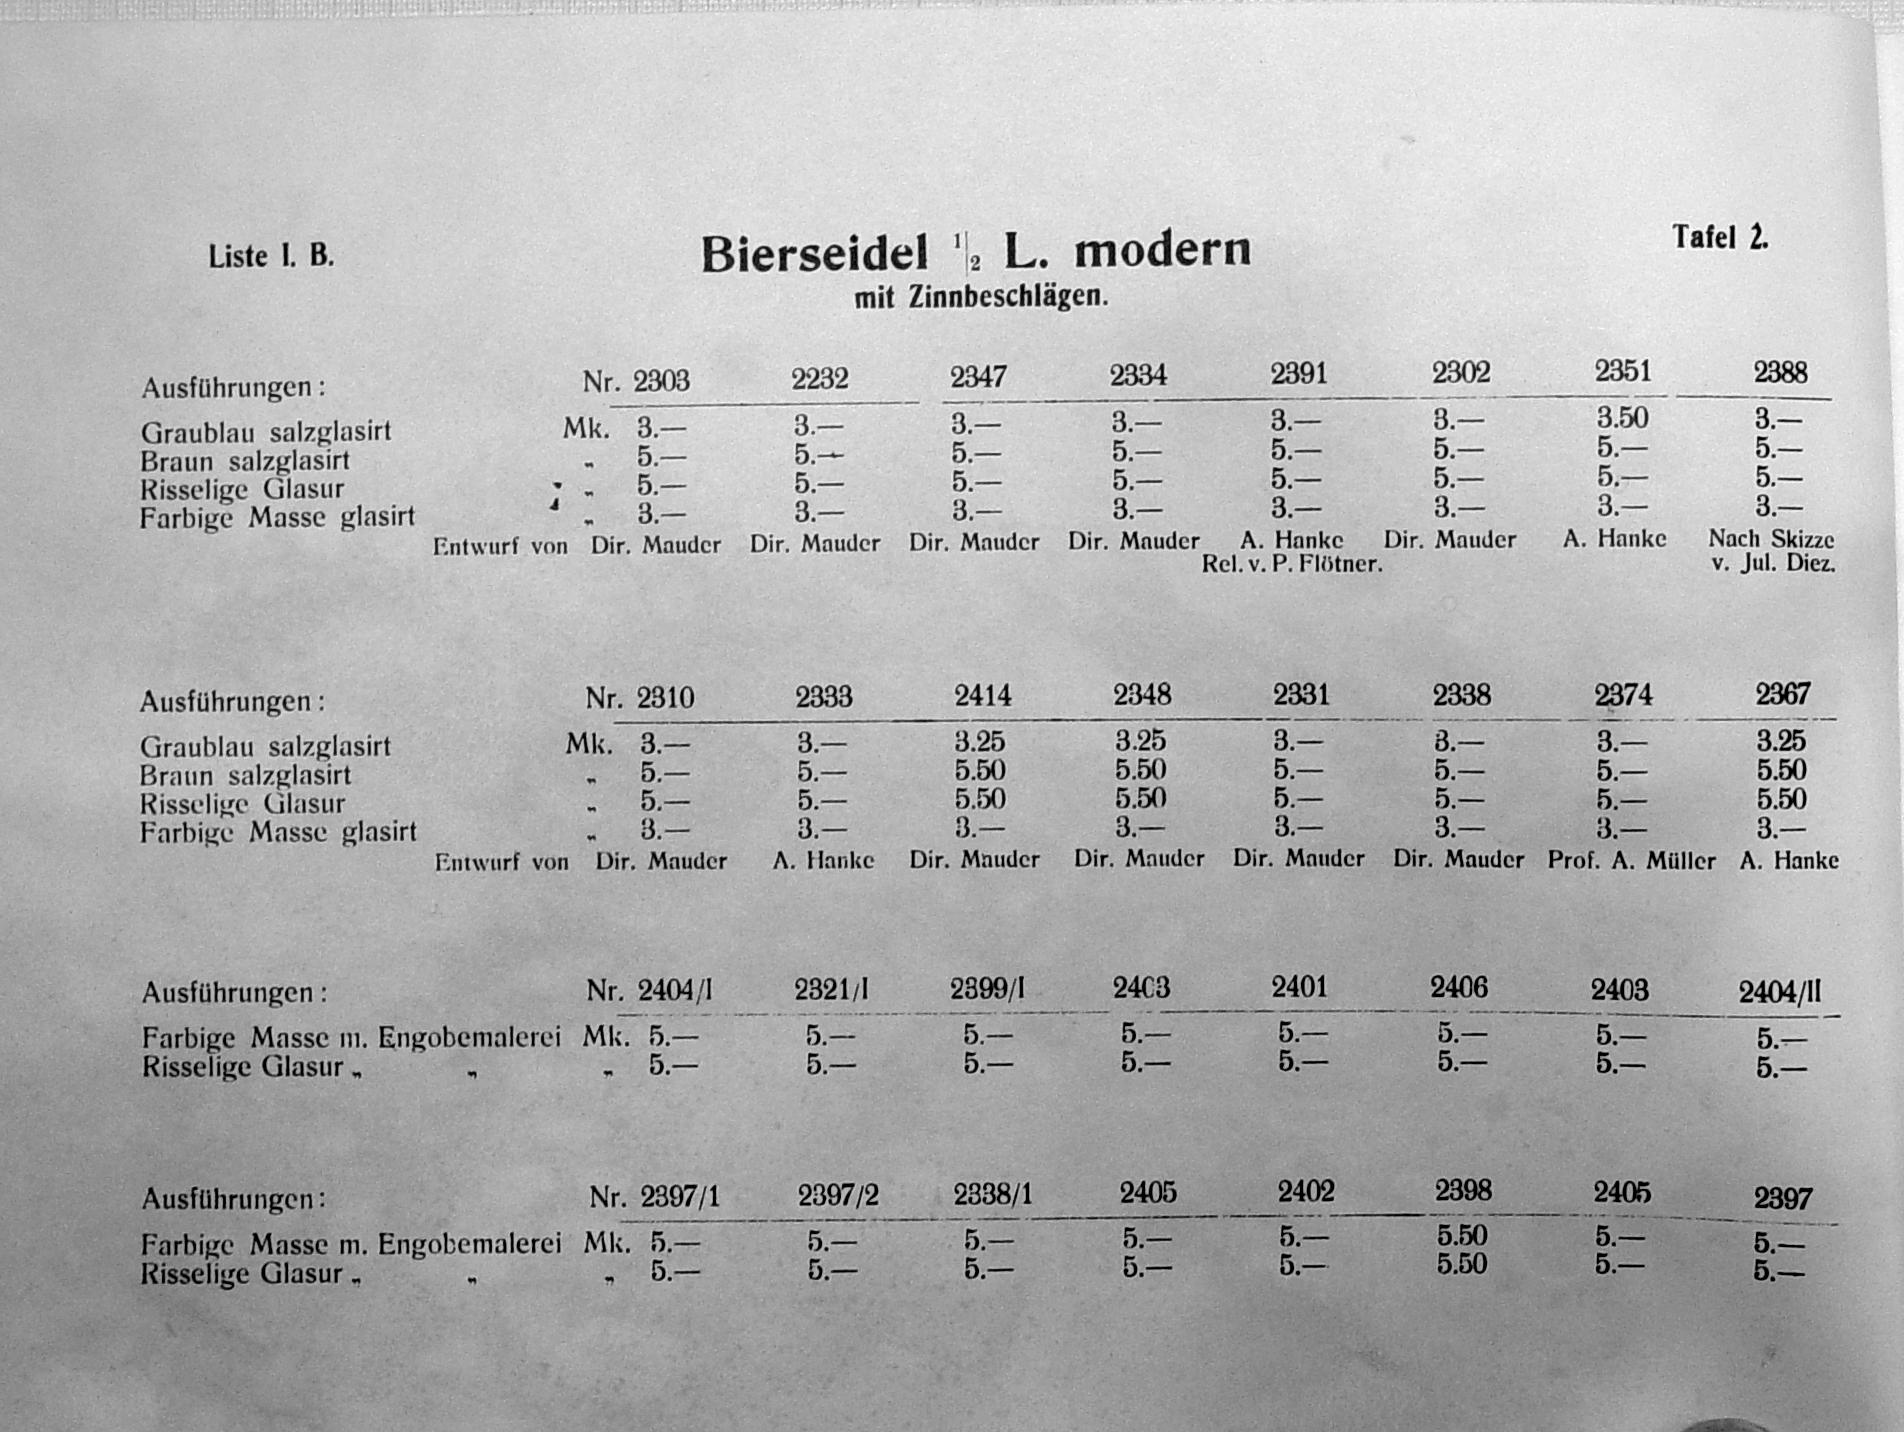 Liste I. B.
Bierseidel 1/2 L. modern
Tafel 2.
mit Zinnbeschlägen.
Ausführungen: Nr. 2303 2232 2347 2334 2391 2302 2351 2388
Graublau salzglasirt Mk. 3.— 3.— 3.— 3.— 3.— 3.— 3.50 3.—
Braun salzglasirt „ 5.— 5.— 5.— 5.— 5.— 5.— 5.— 5.—
Risselige Glasur „ 5.— 5.— 5.— 5.— 5.— 5.— 5.— 5.—
Farbige Masse glasirt „ 3.— 3.— 3.— 3.— 3.— 3.— 3.— 3.—
Entwurf von Dir. Mauder Dir. Mauder Dir. Mauder Dir. Mauder A. Hanke Dir. Mauder A. Hanke Nach Skizze
Rel. v. P. Flötner. v. Jul. Diez.
Ausführungen: Nr. 2310 2333 2414 2348 2331 2338 2374 2367
Graublau salzglasirt Mk. 3.— 3.— 3.25 3.25 3.— 3.— 3.— 3.25
Braun salzglasirt „ 5.— 5.— 5.50 5.50 5.— 5.— 5.— 5.50
Risselige Glasur „ 5.— 5.— 5.50 5.50 5.— 5.— 5.— 5.50
Farbige Masse glasirt „ 3.— 3.— 3.— 3.— 3.— 3.— 3.— 3.—
Entwurf von Dir. Mauder A. Hanke Dir. Mauder Dir. Mauder Dir. Mauder Dir. Mauder Prof. A. Müller A. Hanke
Ausführungen: Nr. 2404/I 2321/I 2399/I 2403 2401 2406 2403 2404/II
Farbige Masse m. Engobemalerei Mk. 5.— 5.— 5.— 5.— 5.— 5.— 5.— 5.—
Risselige Glasur „ „ „ 5.— 5.— 5.— 5.— 5.— 5.— 5.— 5.—
Ausführungen: Nr. 2397/1 2397/2 2338/1 2405 2402 2398 2405 2397
Farbige Masse m. Engobemalerei Mk. 5.— 5.— 5.— 5.— 5.— 5.50 5.— 5.—
Risselige Glasur „ „ „ 5.— 5.— 5.— 5.— 5.— 5.50 5.— 5.—